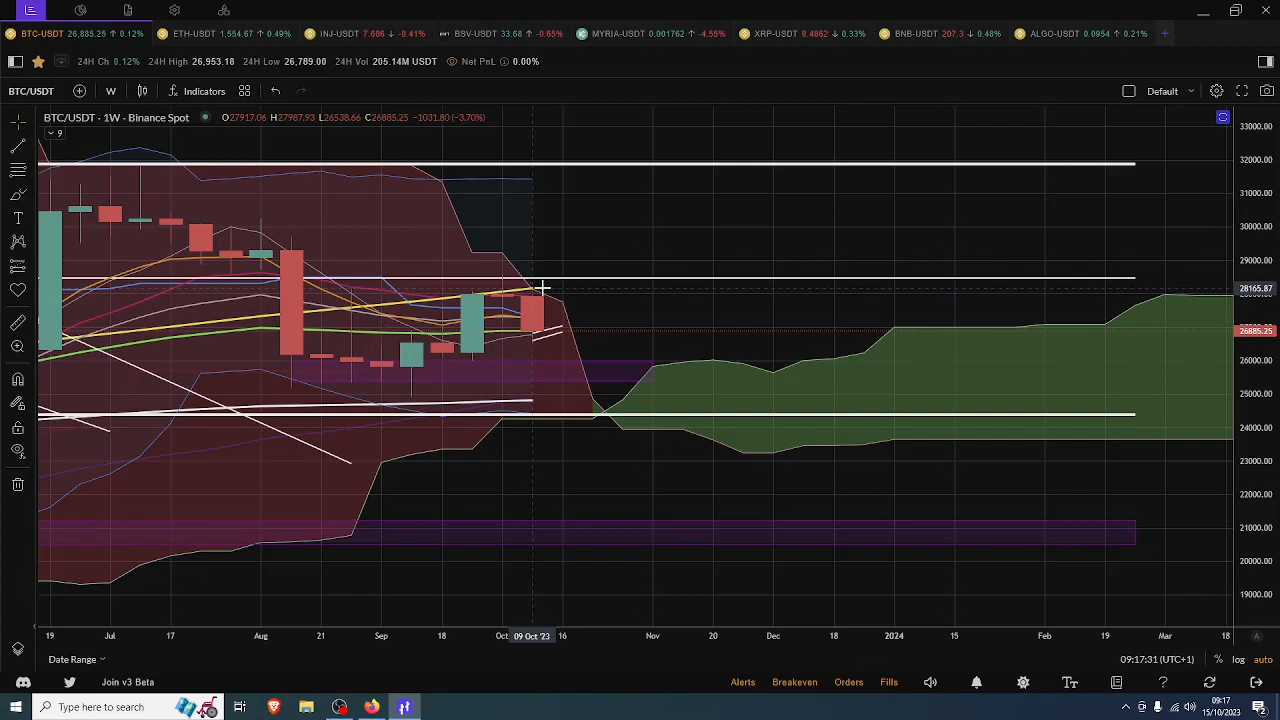 BTC-USDT 26,885.25 ↑ 0.12% ETH-USDT 1,554.67 ↑ 0.49% INJ-USDT 7.606 ↓ -0.41% BSV-USDT 33.68 ↓ -0.65% MYRIA-USDT 0.001762 ↑ -4.55% XRP-USDT 0.4862 ↓ 0.33% BNB-USDT 207.3 ↓ 0.48% ALGO-USDT 0.0954 ↑ 0.21% +
24H Ch 0.12% 24H High 26,953.18 24H Low 26,789.00 24H Vol 205.14M USDT Net PnL 0.00%
BTC/USDT W Indicators Default
BTC/USDT · 1W · Binance Spot O27917.06 H27987.93 L26538.66 C26885.25 −1031.80 (−3.70%)
9
33000.00
32000.00
31000.00
30000.00
29000.00
28165.87
26885.25
26000.00
25000.00
24000.00
23000.00
22000.00
21000.00
20000.00
19000.00
19 Jul 17 Aug 21 Sep 18 Oct 09 Oct '23 16 Nov 20 Dec 18 2024 15 Feb 19 Mar 18 A
Date Range 09:17:31 (UTC+1) % log auto
Join v3 Beta Alerts Breakeven Orders Fills
Type here to search 09:17
15/10/2023 2